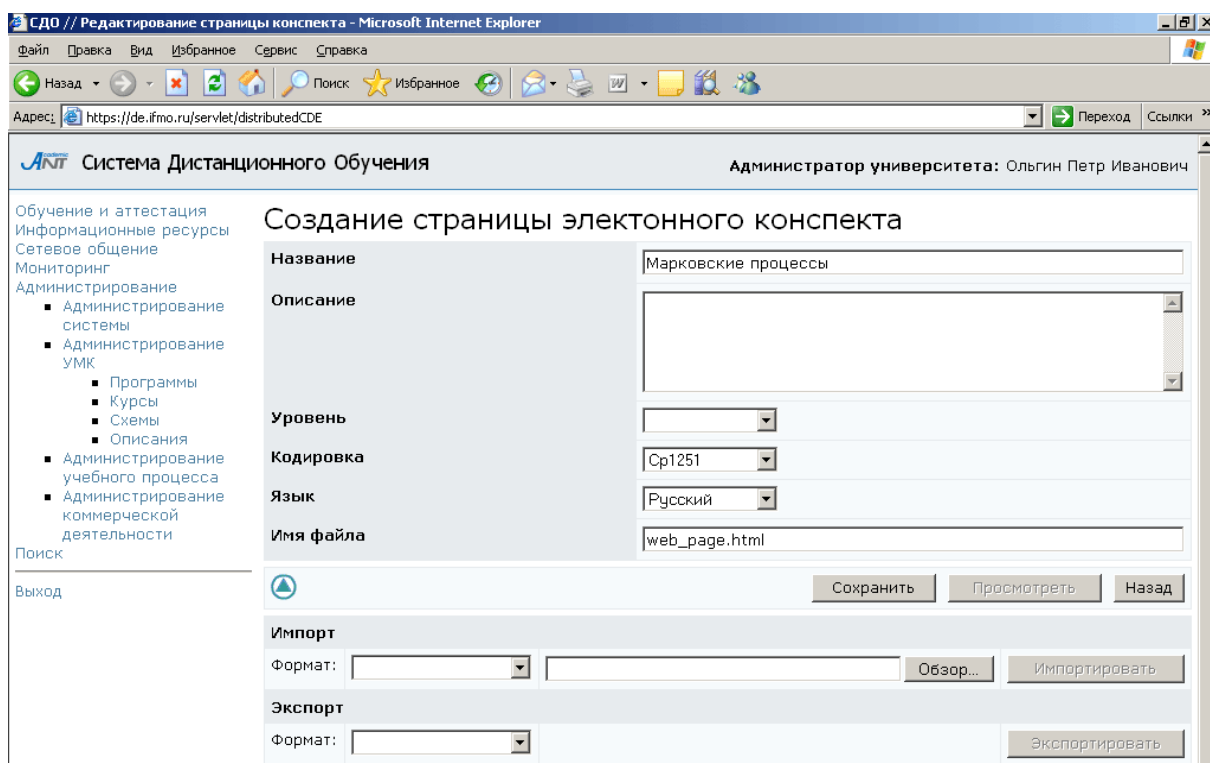 СДО // Редактирование страницы конспекта - Microsoft Internet Explorer
Файл Правка Вид Избранное Сервис Справка
Назад Поиск Избранное
Адрес: https://de.ifmo.ru/servlet/distributedCDE Переход Ссылки »
Academic ANT Система Дистанционного Обучения Администратор университета: Ольгин Петр Иванович
Обучение и аттестация
Информационные ресурсы
Сетевое общение
Мониторинг
Администрирование
Администрирование
системы
Администрирование
УМК
Программы
Курсы
Схемы
Описания
Администрирование
учебного процесса
Администрирование
коммерческой
деятельности
Поиск
Выход
Создание страницы электонного конспекта
Название Марковские процессы
Описание
Уровень
Кодировка Cp1251
Язык Русский
Имя файла web_page.html
Сохранить Просмотреть Назад
Импорт
Формат: Обзор... Импортировать
Экспорт
Формат: Экспортировать